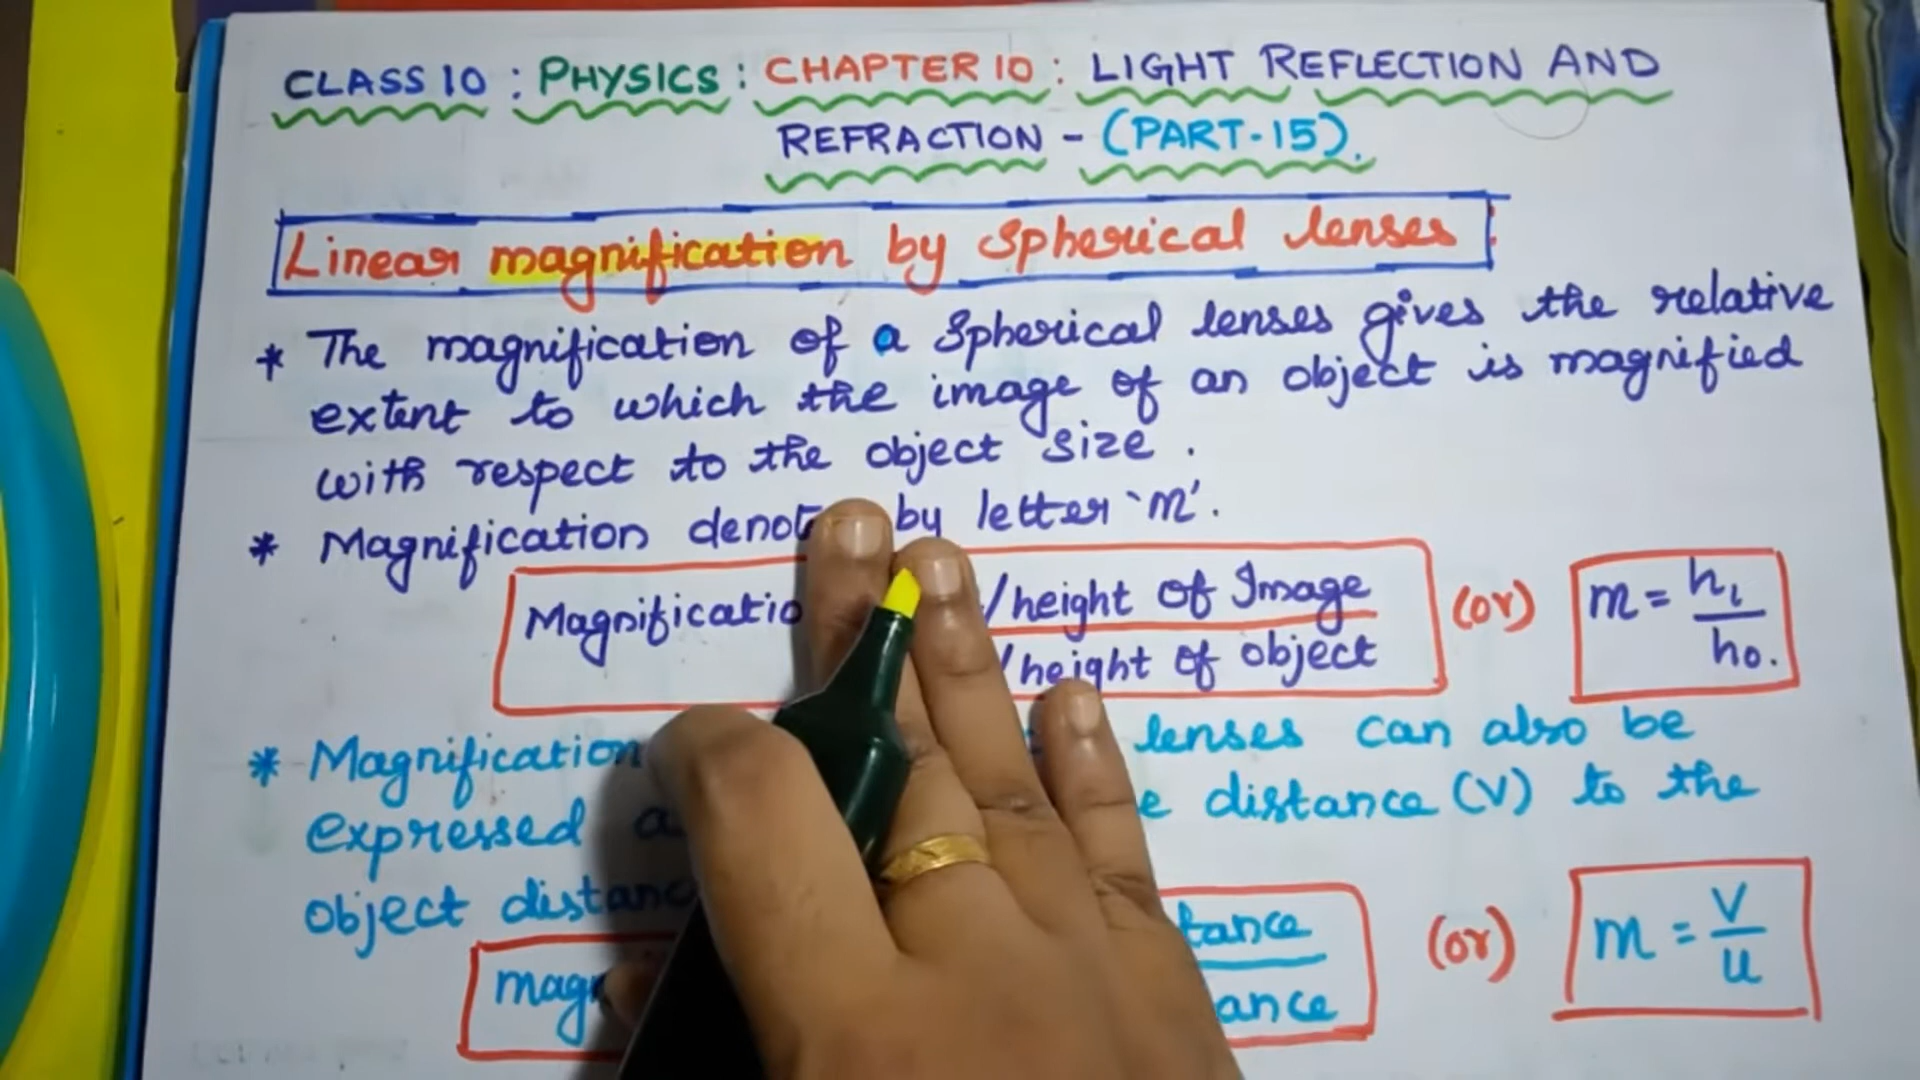 CLASS 10 : PHYSICS : CHAPTER 10 : LIGHT REFLECTION AND
REFRACTION - (PART-15).
Linear magnification by Spherical lenses :
* The magnification of a Spherical lenses gives the relative
extent to which the image of an object is magnified
with respect to the object size .
* Magnification by letter 'm'.
/height of Image
/height of object
(or)
m = hi
ho.
* Magnification lenses can also be
expressed distance (v) to the
object
(or)
m = v
u